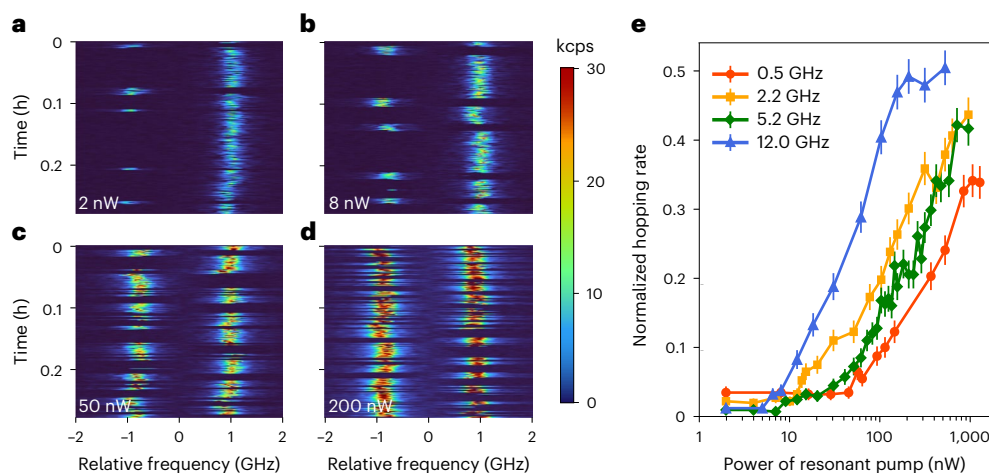 a
b
kcps
e
0
0.1
0.2
Time (h)
−2
−1
0
1
2
2 nW
0
−2
−1
0
1
2
8 nW
30
20
10
0
c
d
0
0.1
0.2
Time (h)
50 nW
−2
−1
0
1
2
Relative frequency (GHz)
0
200 nW
−2
−1
0
1
2
Relative frequency (GHz)
0.5 GHz
2.2 GHz
5.2 GHz
12.0 GHz
Normalized hopping rate
0.5
0.4
0.3
0.2
0.1
0
1
10
100
1,000
Power of resonant pump (nW)